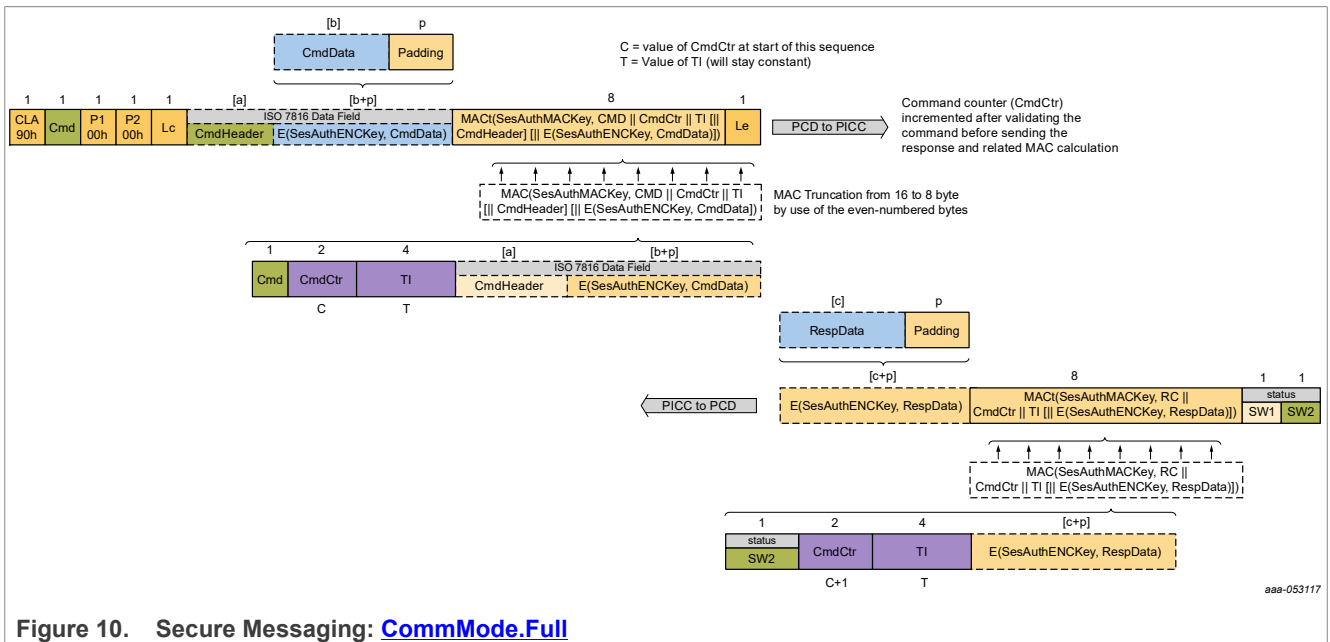 [b] p
CmdData Padding
C = value of CmdCtr at start of this sequence
T = Value of TI (will stay constant)
1 1 1 1 1 [a] [b+p] 8 1
CLA 90h Cmd P1 00h P2 00h Lc
ISO 7816 Data Field
CmdHeader E(SesAuthENCKey, CmdData)
MACt(SesAuthMACKey, CMD || CmdCtr || TI [||
CmdHeader] [|| E(SesAuthENCKey, CmdData)])
Le
PCD to PICC
Command counter (CmdCtr)
incremented after validating the
command before sending the
response and related MAC calculation
MAC(SesAuthMACKey, CMD || CmdCtr || TI
[|| CmdHeader] [|| E(SesAuthENCKey, CmdData])
MAC Truncation from 16 to 8 byte
by use of the even-numbered bytes
1 2 4 [a] [b+p]
ISO 7816 Data Field
Cmd CmdCtr TI CmdHeader E(SesAuthENCKey, CmdData)
C T
[c] p
RespData Padding
[c+p] 8 1 1
PICC to PCD
E(SesAuthENCKey, RespData)
MACt(SesAuthMACKey, RC ||
CmdCtr || TI [|| E(SesAuthENCKey, RespData)])
status
SW1 SW2
MAC(SesAuthMACKey, RC ||
CmdCtr || TI [|| E(SesAuthENCKey, RespData)])
1 2 4 [c+p]
status
SW2 CmdCtr TI E(SesAuthENCKey, RespData)
C+1 T
aaa-053117
Figure 10. Secure Messaging: CommMode.Full